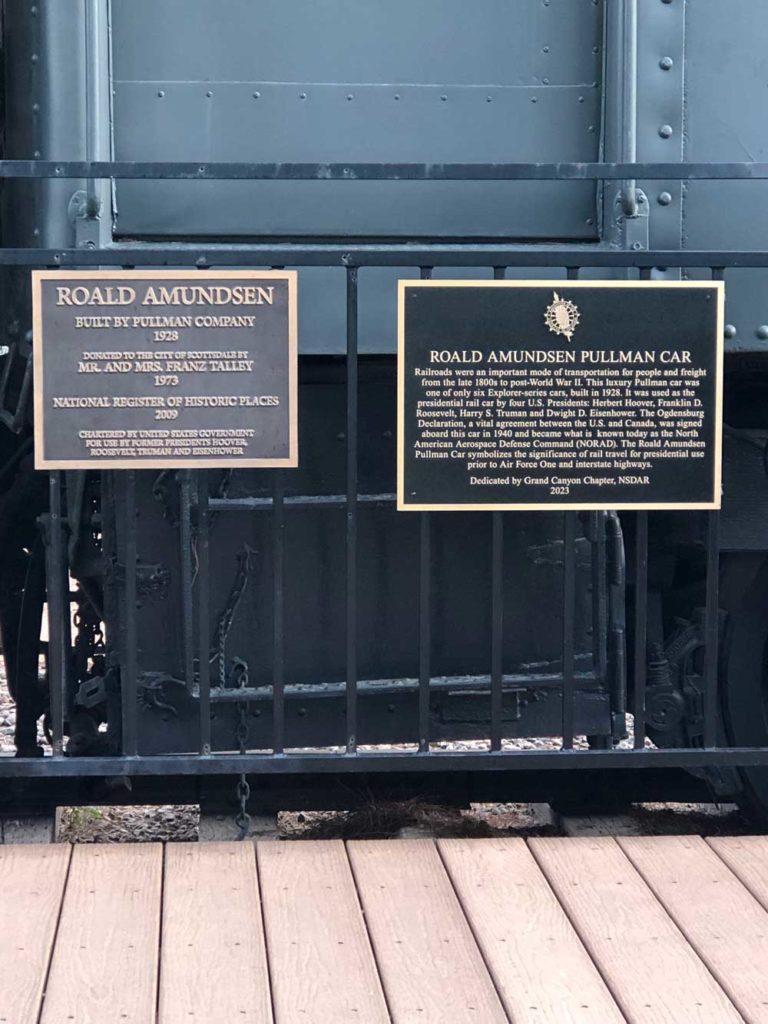 ROALD AMUNDSEN
BUILT BY PULLMAN COMPANY
1928
DONATED TO THE CITY OF SCOTTSDALE BY
MR. AND MRS. FRANZ TALLEY
1973
NATIONAL REGISTER OF HISTORIC PLACES
2009
CHARTERED BY UNITED STATES GOVERNMENT
FOR USE BY FORMER PRESIDENTS HOOVER,
ROOSEVELT, TRUMAN AND EISENHOWER
ROALD AMUNDSEN PULLMAN CAR
Railroads were an important mode of transportation for people and freight
from the late 1800s to post-World War II. This luxury Pullman car was
one of only six Explorer-series cars, built in 1928. It was used as the
presidential rail car by four U.S. Presidents: Herbert Hoover, Franklin D.
Roosevelt, Harry S. Truman and Dwight D. Eisenhower. The Ogdensburg
Declaration, a vital agreement between the U.S. and Canada, was signed
aboard this car in 1940 and became what is known today as the North
American Aerospace Defense Command (NORAD). The Roald Amundsen
Pullman Car symbolizes the significance of rail travel for presidential use
prior to Air Force One and interstate highways.
Dedicated by Grand Canyon Chapter, NSDAR
2023